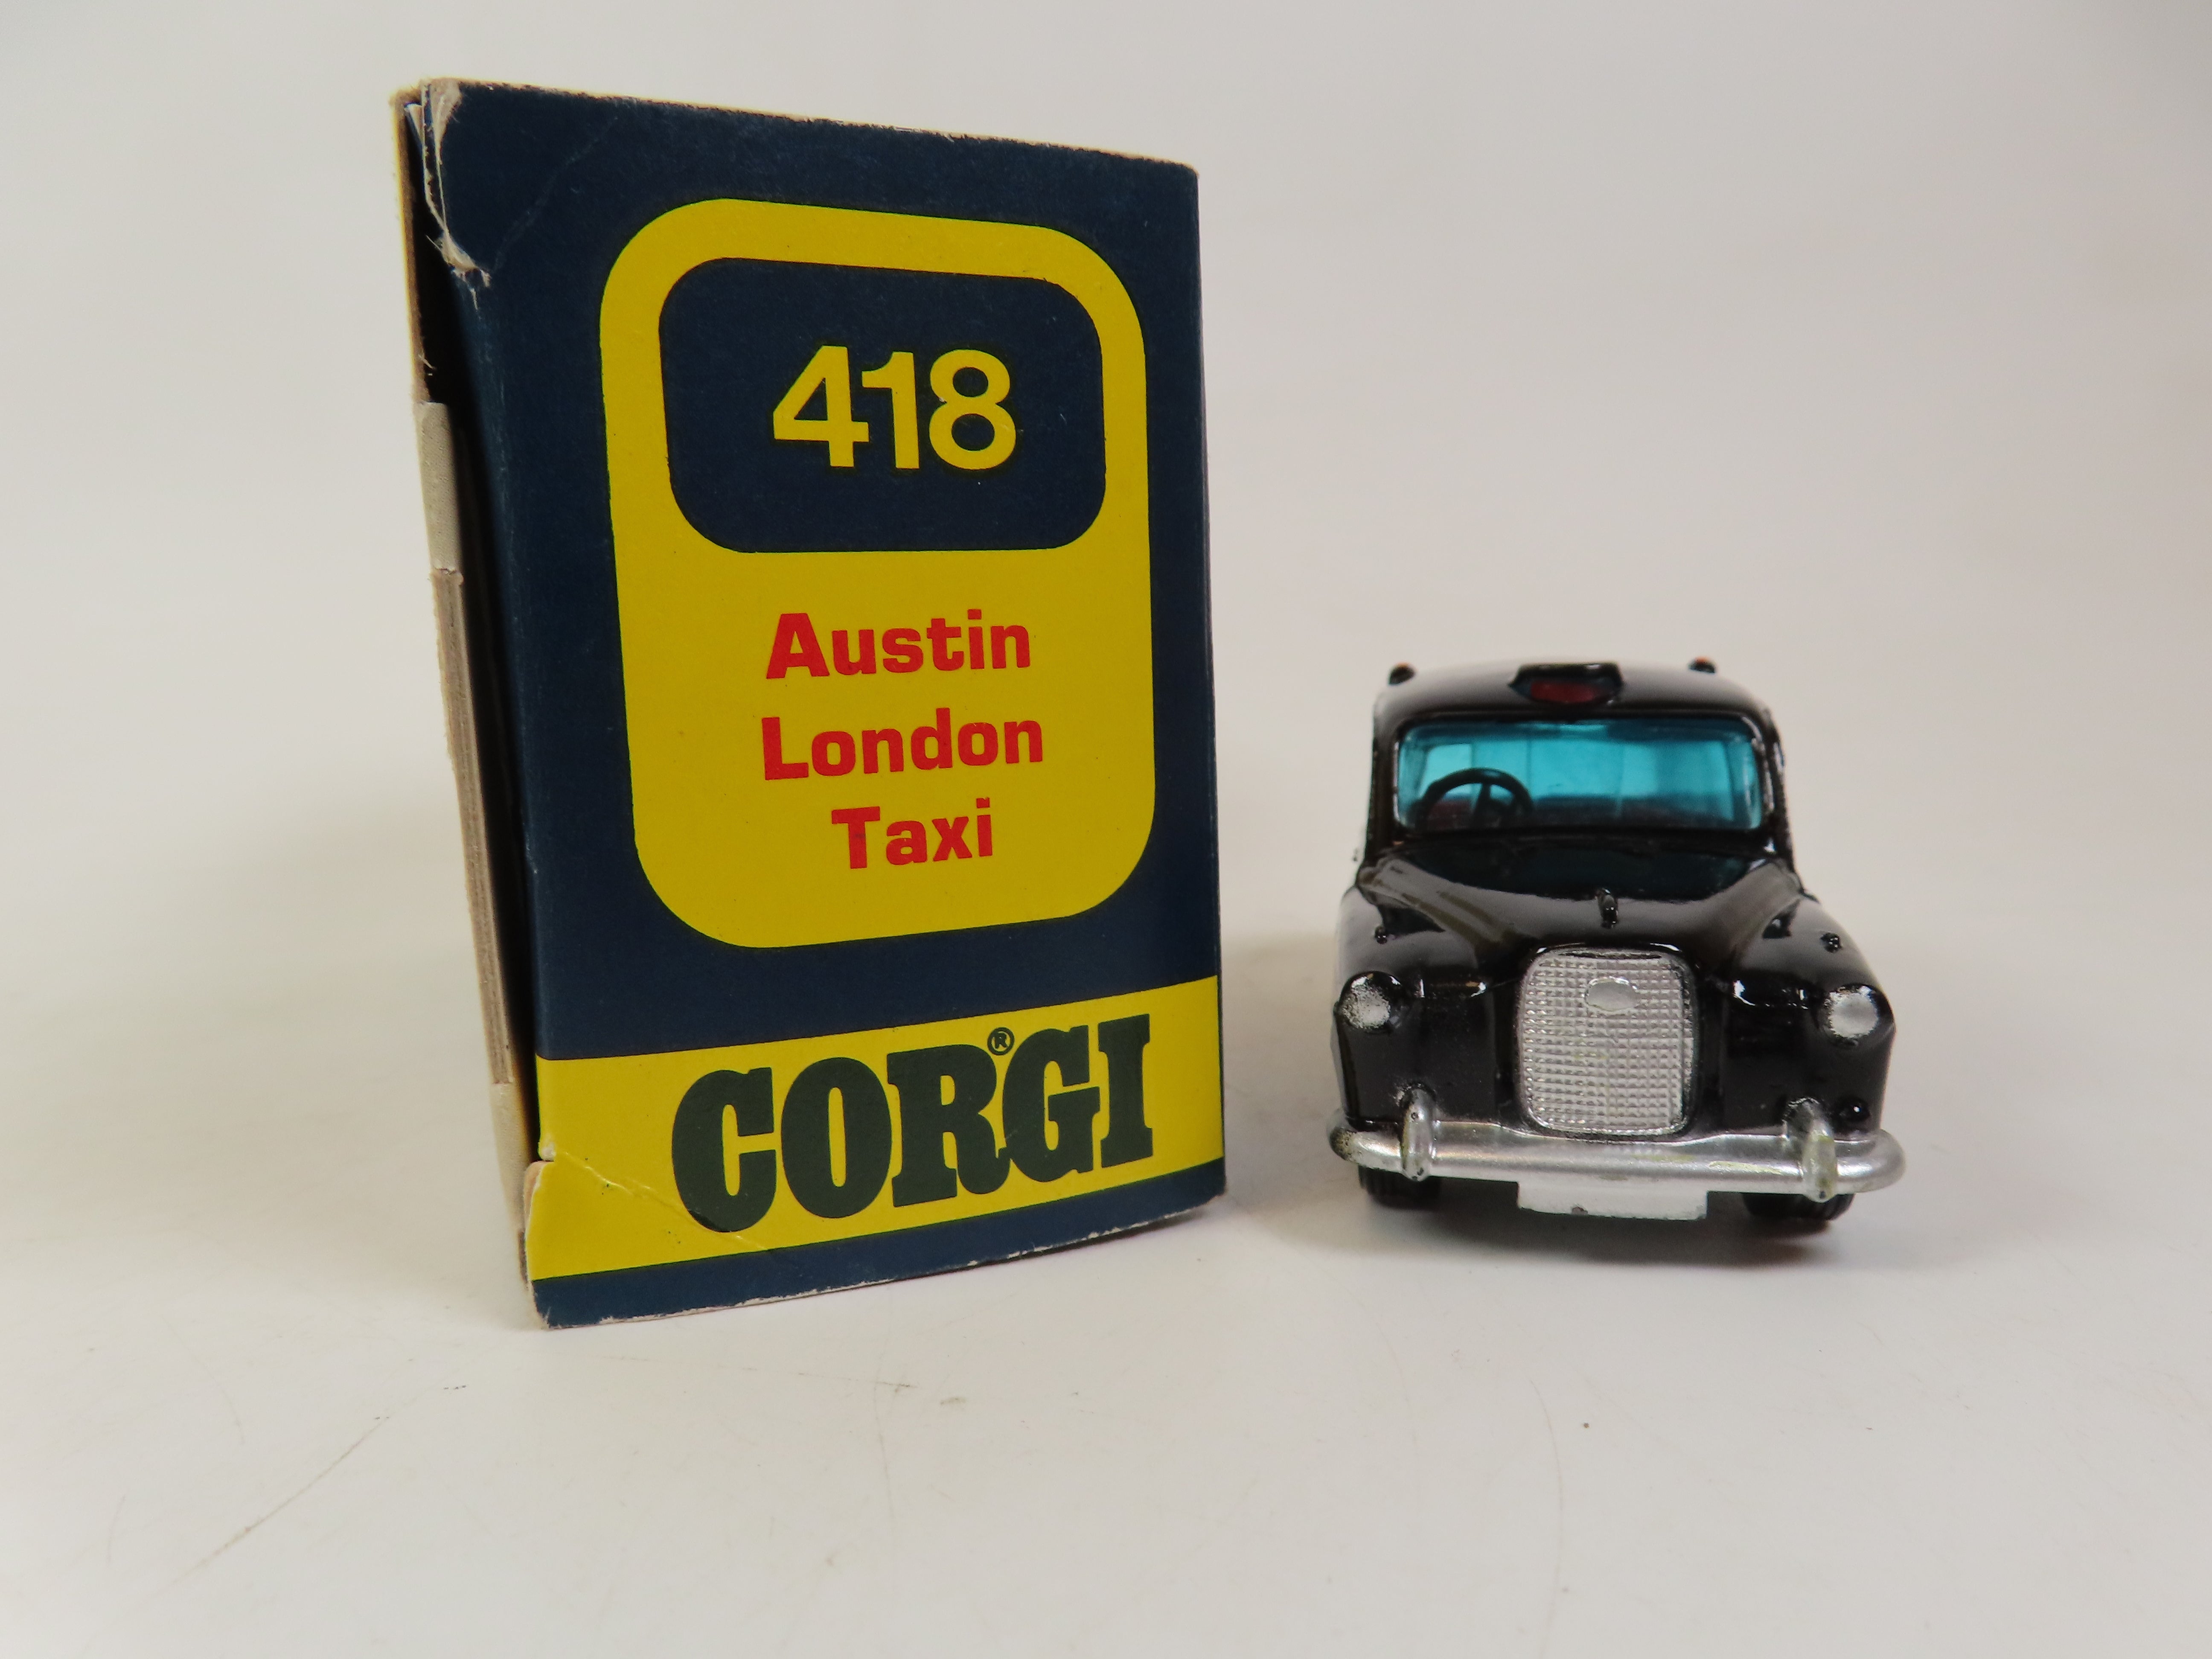 418
Austin
London
Taxi
CORGI®